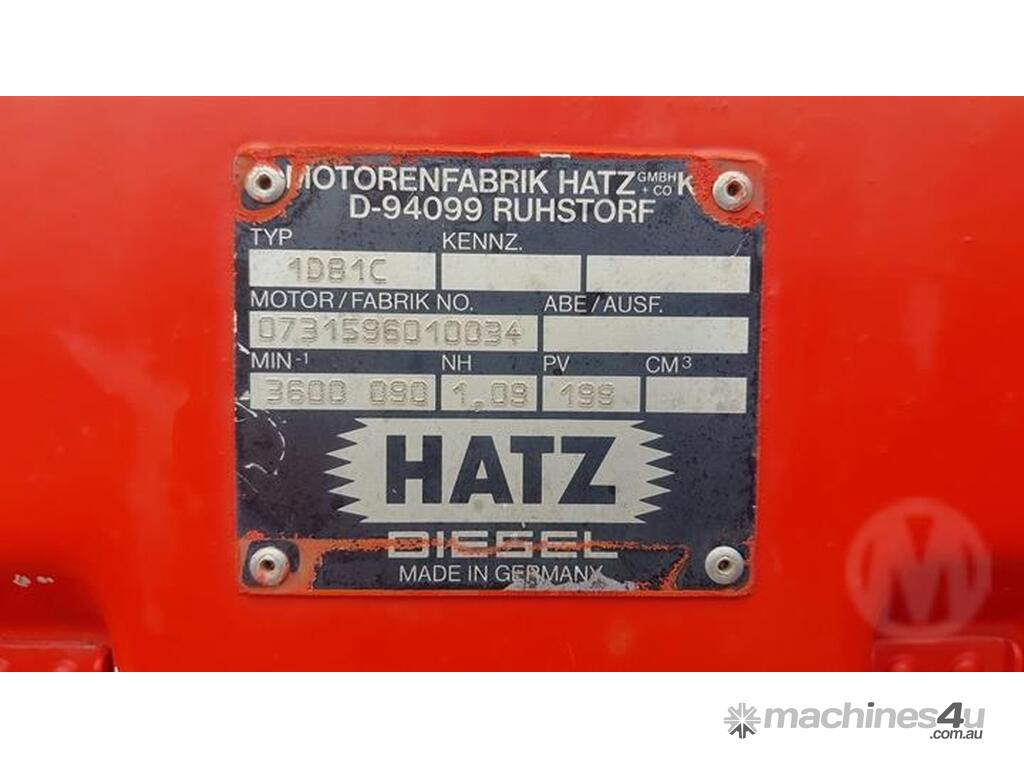 MOTORENFABRIK HATZ GMBH + CO K
D-94099 RUHSTORF
TYP KENNZ.
1D81C
MOTOR/FABRIK NO. ABE/AUSF.
0731596010034
MIN-1 NH PV CM3
3600 090 1,09 199
HATZ
DIESEL
MADE IN GERMANY
M
machines4u
.com.au